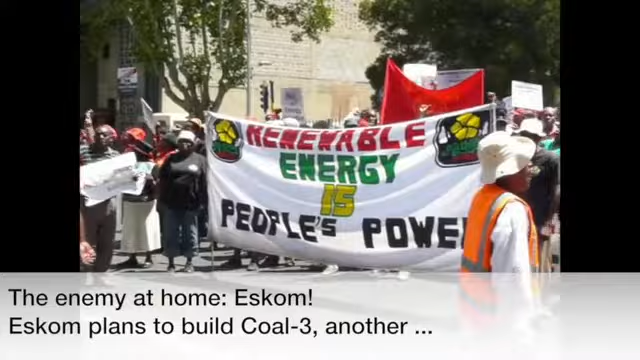 RENEWABLE
ENERGY
IS
PEOPLE'S POWER
The enemy at home: Eskom!
Eskom plans to build Coal-3, another ...